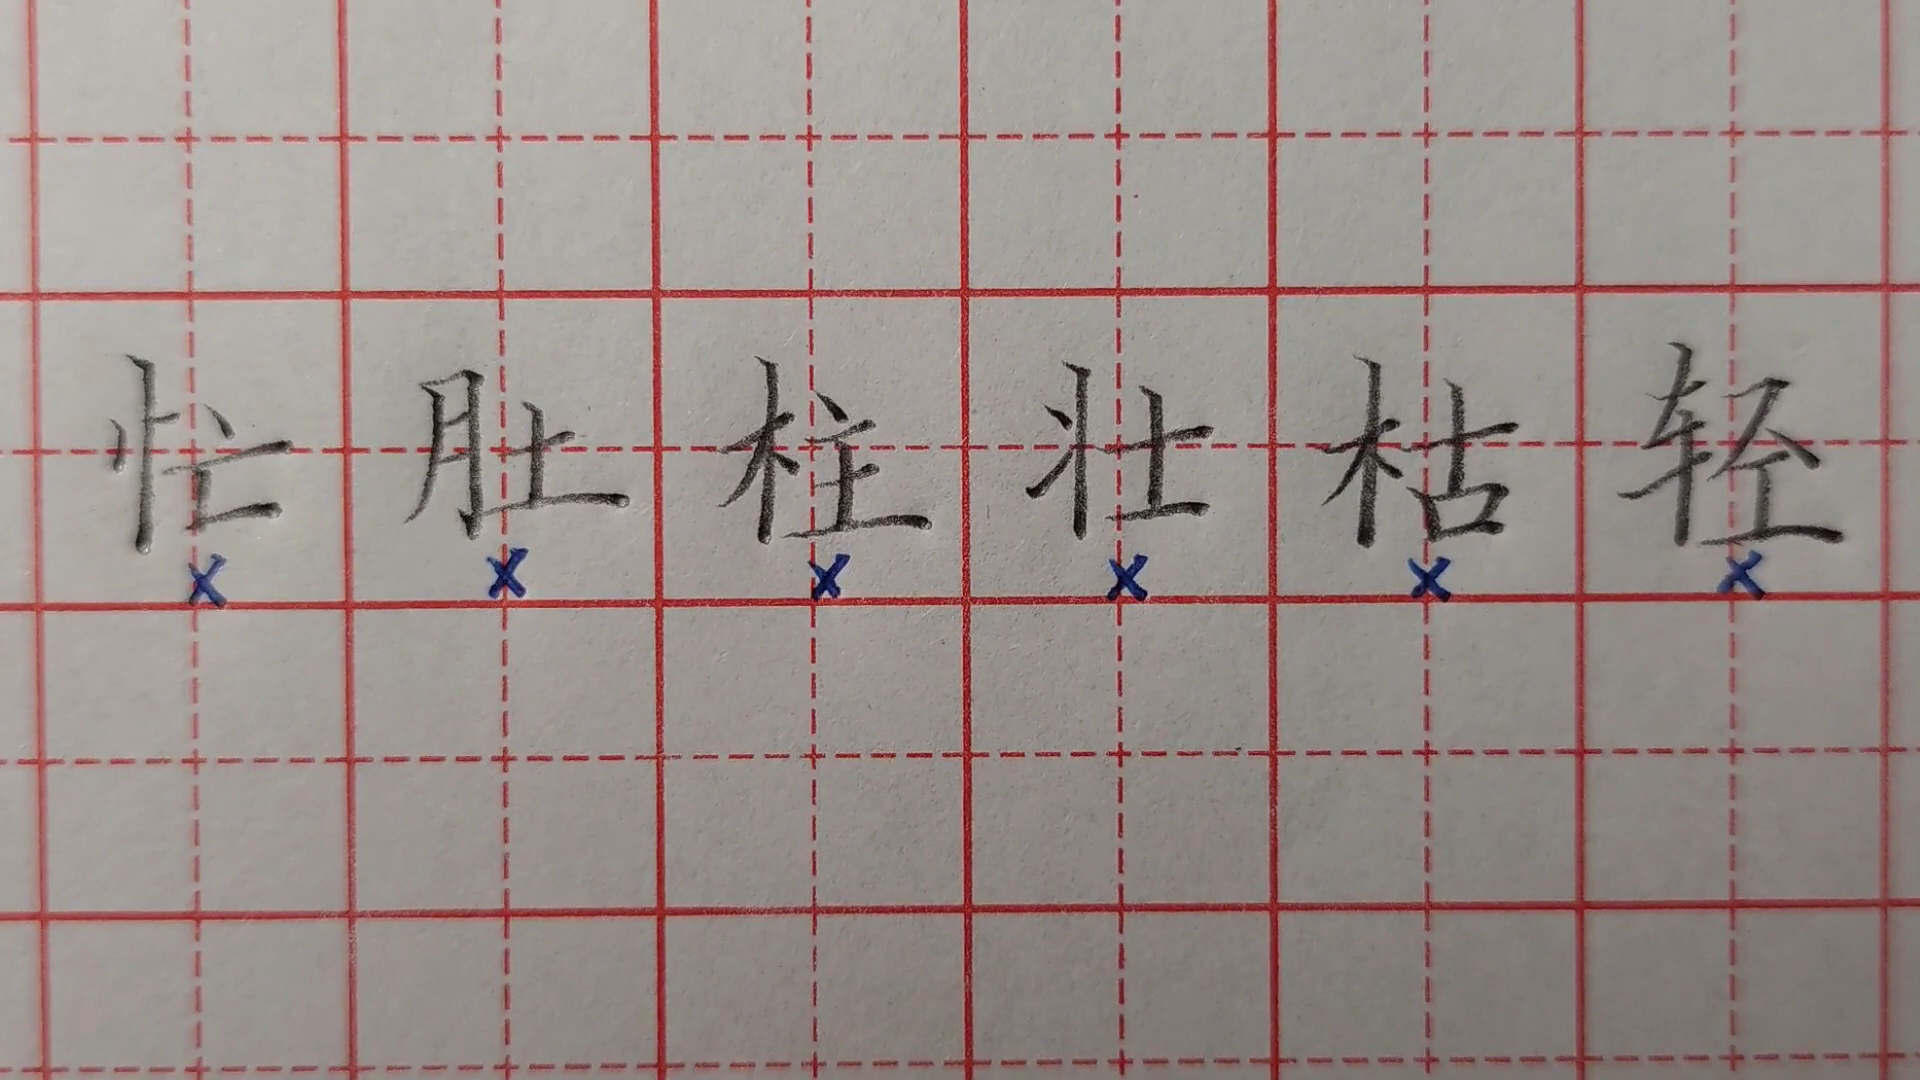 忙肚柱壮枯轻
× × × × × ×